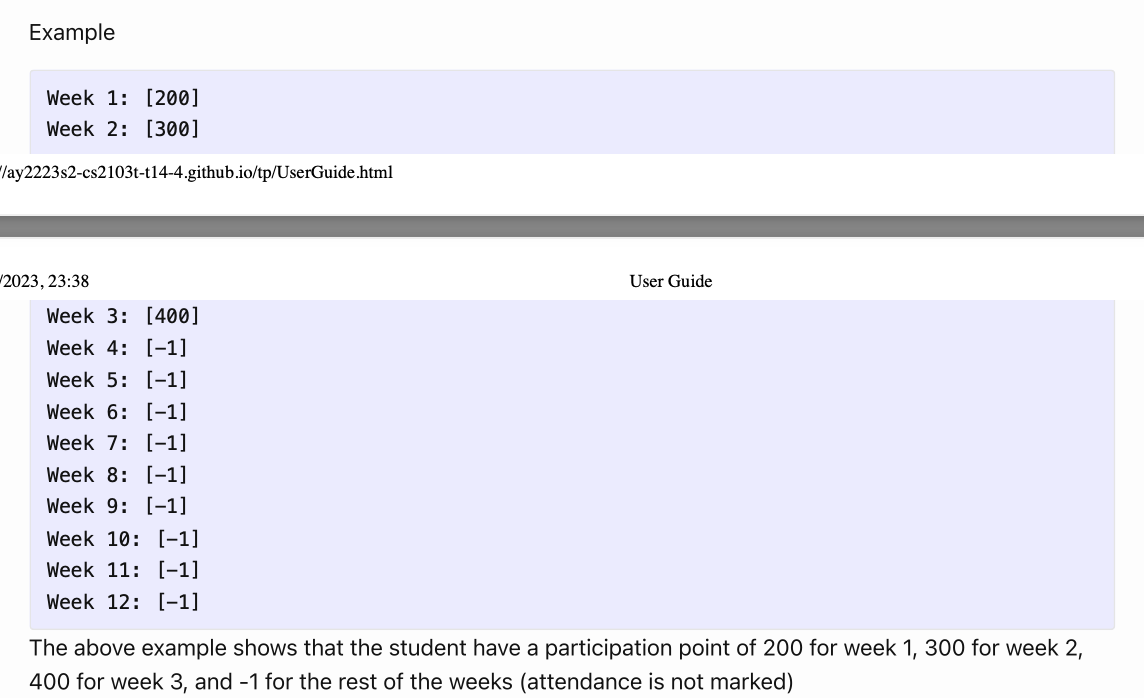 Example
Week 1: [200]
Week 2: [300]
//ay2223s2-cs2103t-t14-4.github.io/tp/UserGuide.html
/2023, 23:38
User Guide
Week 3: [400]
Week 4: [-1]
Week 5: [-1]
Week 6: [-1]
Week 7: [-1]
Week 8: [-1]
Week 9: [-1]
Week 10: [-1]
Week 11: [-1]
Week 12: [-1]
The above example shows that the student have a participation point of 200 for week 1, 300 for week 2,
400 for week 3, and -1 for the rest of the weeks (attendance is not marked)